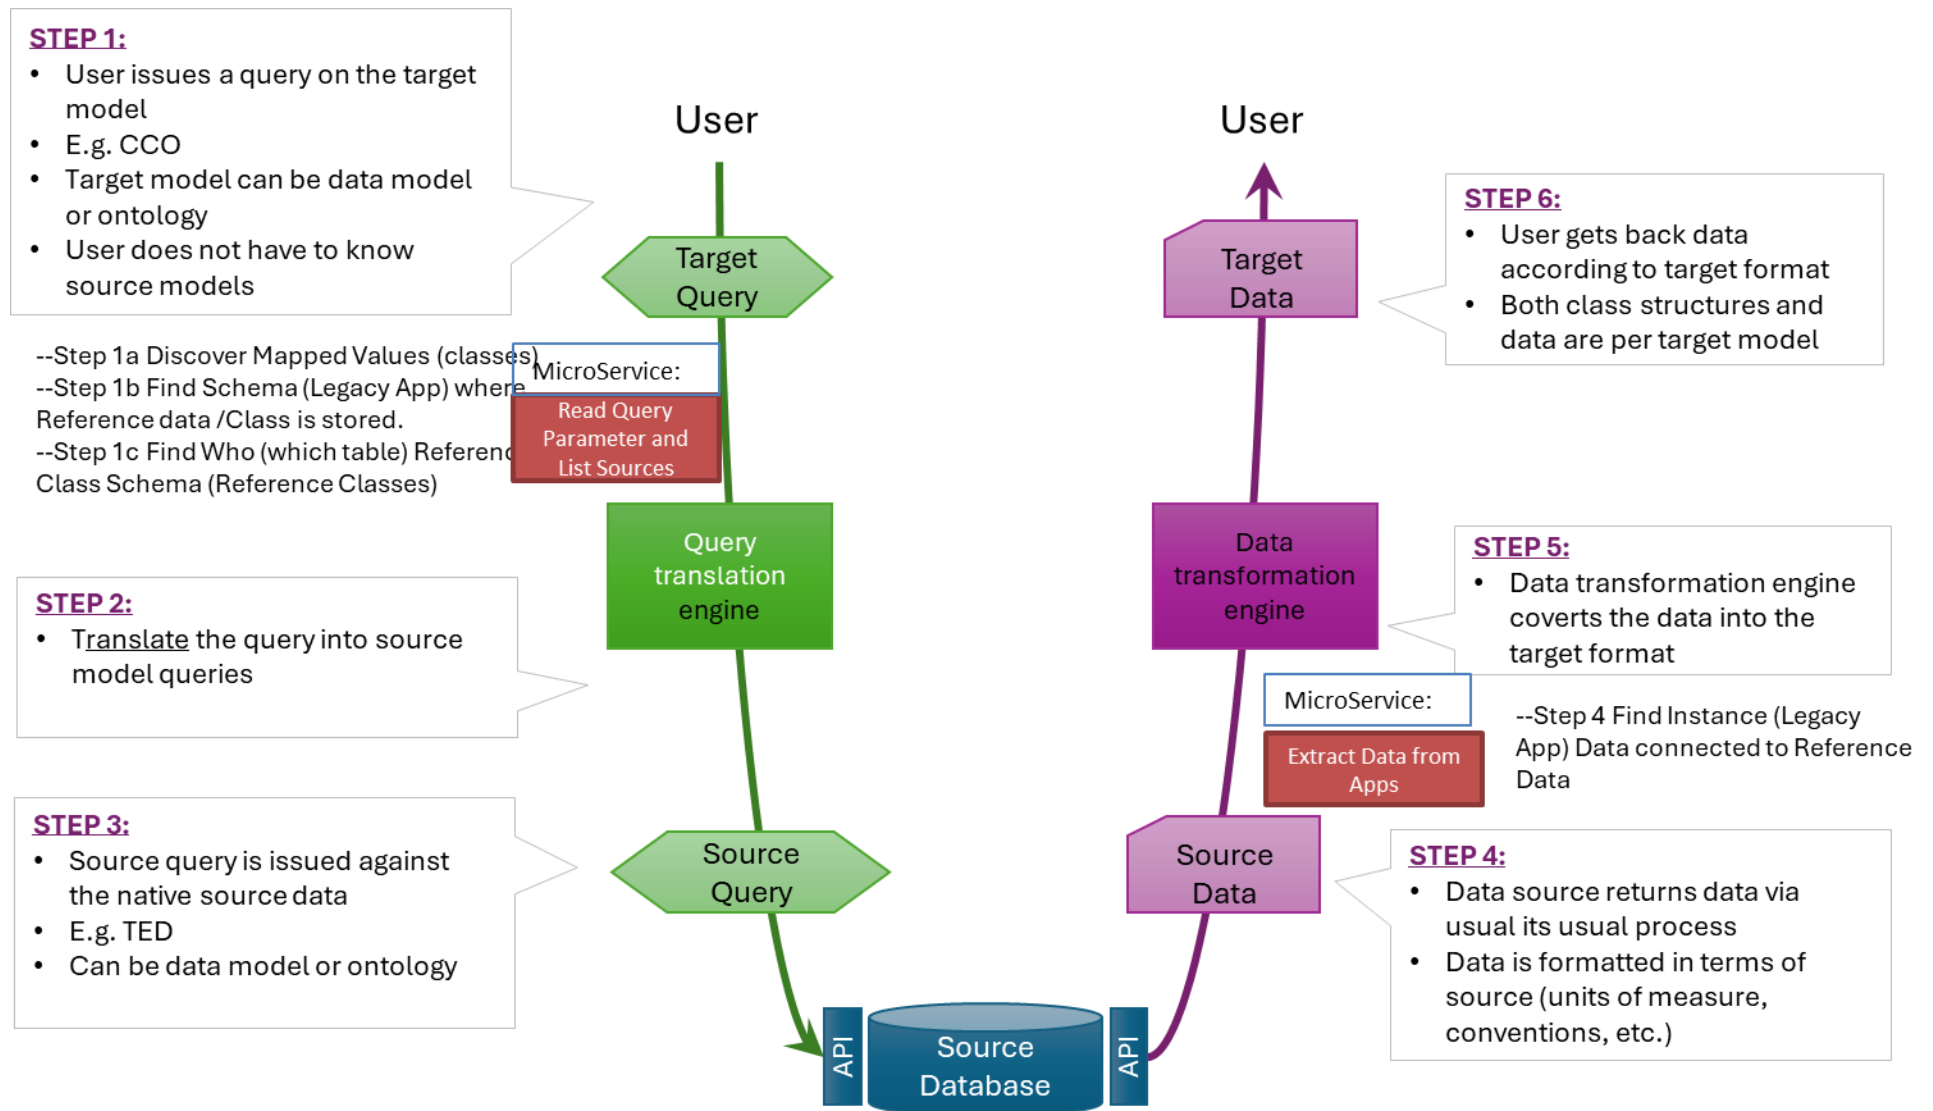 STEP 1:
• User issues a query on the target
model
• E.g. CCO
• Target model can be data model
or ontology
• User does not have to know
source models
--Step 1a Discover Mapped Values (classes)
--Step 1b Find Schema (Legacy App) where
Reference data /Class is stored.
--Step 1c Find Who (which table) Referenc
Class Schema (Reference Classes)
STEP 2:
• Translate the query into source
model queries
STEP 3:
• Source query is issued against
the native source data
• E.g. TED
• Can be data model or ontology
User
Target
Query
MicroService:
Read Query
Parameter and
List Sources
Query
translation
engine
Source
Query
API
Source
Database
API
User
Target
Data
Data
transformation
engine
MicroService:
Extract Data from
Apps
Source
Data
STEP 6:
• User gets back data
according to target format
• Both class structures and
data are per target model
STEP 5:
• Data transformation engine
coverts the data into the
target format
--Step 4 Find Instance (Legacy
App) Data connected to Reference
Data
STEP 4:
• Data source returns data via
usual its usual process
• Data is formatted in terms of
source (units of measure,
conventions, etc.)